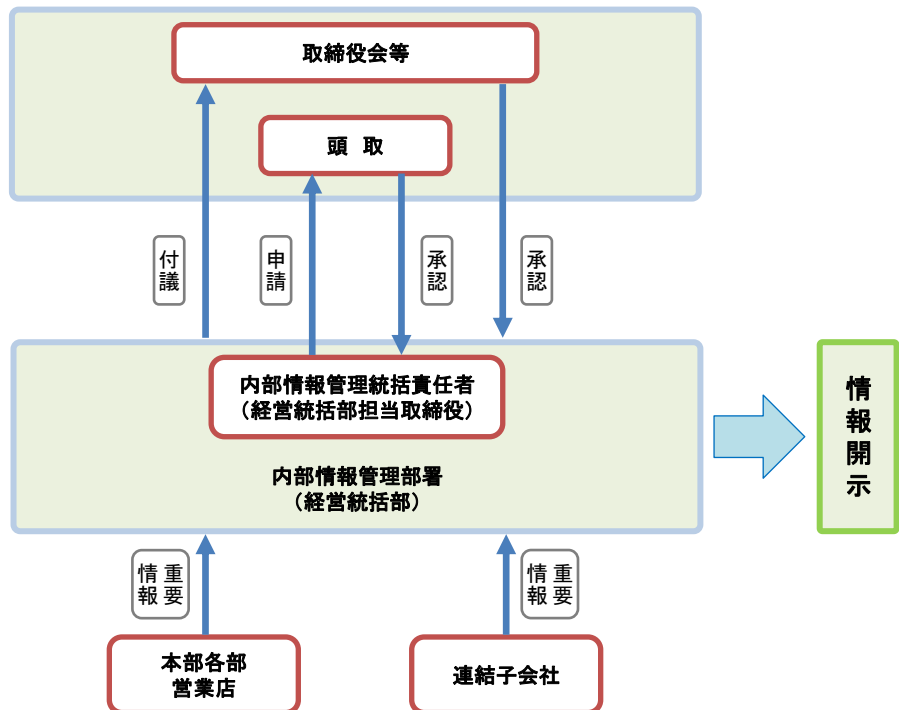 取締役会等
頭 取
付議
申請
承認
承認
内部情報管理統括責任者
（経営統括部担当取締役）
内部情報管理部署
（経営統括部）
情報開示
重要
情報
重要
情報
本部各部
営業店
連結子会社